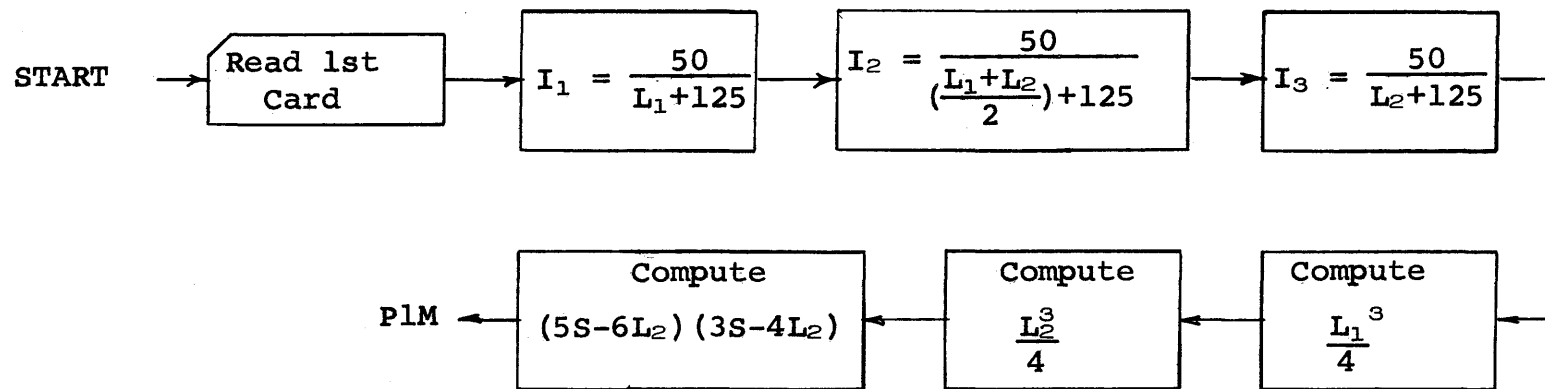 START
Read 1st
Card
I₁ = 50 / (L₁+125)
I₂ = 50 / ((L₁+L₂ / 2)+125)
I₃ = 50 / (L₂+125)
Compute
L₁³ / 4
Compute
L₂³ / 4
Compute
(5S-6L₂)(3S-4L₂)
P1M